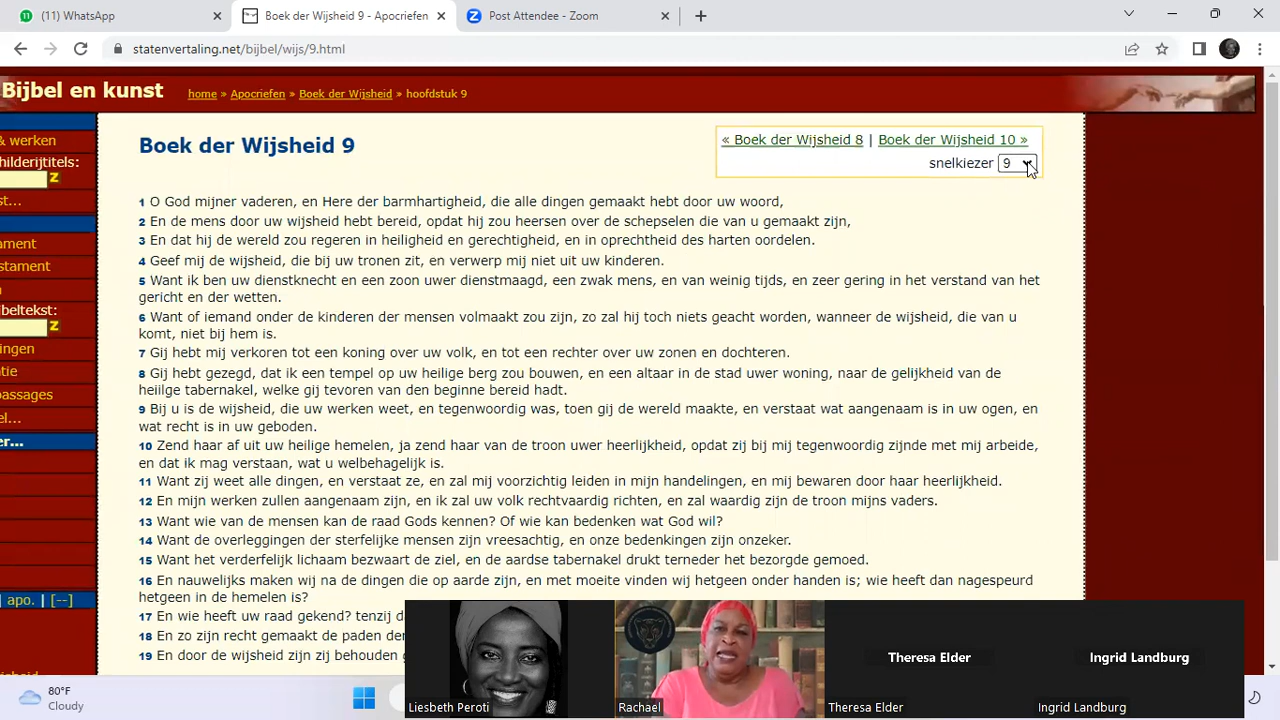 (11) WhatsApp
Boek der Wijsheid 9 - Apocriefen
Post Attendee - Zoom
statenvertaling.net/bijbel/wijs/9.html
Bijbel en kunst
home » Apocriefen » Boek der Wijsheid » hoofdstuk 9
& werken
childerijtitels:
Z
st...
ament
stament
beltekst:
Z
ingen
tie
passages
el...
er...
| apo. | [--]
Boek der Wijsheid 9
« Boek der Wijsheid 8 | Boek der Wijsheid 10 »
snelkiezer 9
1 O God mijner vaderen, en Here der barmhartigheid, die alle dingen gemaakt hebt door uw woord,
2 En de mens door uw wijsheid hebt bereid, opdat hij zou heersen over de schepselen die van u gemaakt zijn,
3 En dat hij de wereld zou regeren in heiligheid en gerechtigheid, en in oprechtheid des harten oordelen.
4 Geef mij de wijsheid, die bij uw tronen zit, en verwerp mij niet uit uw kinderen.
5 Want ik ben uw dienstknecht en een zoon uwer dienstmaagd, een zwak mens, en van weinig tijds, en zeer gering in het verstand van het
gericht en der wetten.
6 Want of iemand onder de kinderen der mensen volmaakt zou zijn, zo zal hij toch niets geacht worden, wanneer de wijsheid, die van u
komt, niet bij hem is.
7 Gij hebt mij verkoren tot een koning over uw volk, en tot een rechter over uw zonen en dochteren.
8 Gij hebt gezegd, dat ik een tempel op uw heilige berg zou bouwen, en een altaar in de stad uwer woning, naar de gelijkheid van de
heiilge tabernakel, welke gij tevoren van den beginne bereid hadt.
9 Bij u is de wijsheid, die uw werken weet, en tegenwoordig was, toen gij de wereld maakte, en verstaat wat aangenaam is in uw ogen, en
wat recht is in uw geboden.
10 Zend haar af uit uw heilige hemelen, ja zend haar van de troon uwer heerlijkheid, opdat zij bij mij tegenwoordig zijnde met mij arbeide,
en dat ik mag verstaan, wat u welbehagelijk is.
11 Want zij weet alle dingen, en verstaat ze, en zal mij voorzichtig leiden in mijn handelingen, en mij bewaren door haar heerlijkheid.
12 En mijn werken zullen aangenaam zijn, en ik zal uw volk rechtvaardig richten, en zal waardig zijn de troon mijns vaders.
13 Want wie van de mensen kan de raad Gods kennen? Of wie kan bedenken wat God wil?
14 Want de overleggingen der sterfelijke mensen zijn vreesachtig, en onze bedenkingen zijn onzeker.
15 Want het verderfelijk lichaam bezwaart de ziel, en de aardse tabernakel drukt terneder het bezorgde gemoed.
16 En nauwelijks maken wij na de dingen die op aarde zijn, en met moeite vinden wij hetgeen onder handen is; wie heeft dan nagespeurd
hetgeen in de hemelen is?
17 En wie heeft uw raad gekend? tenzij da
18 En zo zijn recht gemaakt de paden der
19 En door de wijsheid zijn zij behouden g
Liesbeth Peroti
Rachael
Theresa Elder
Theresa Elder
Ingrid Landburg
Ingrid Landburg
80°F
Cloudy